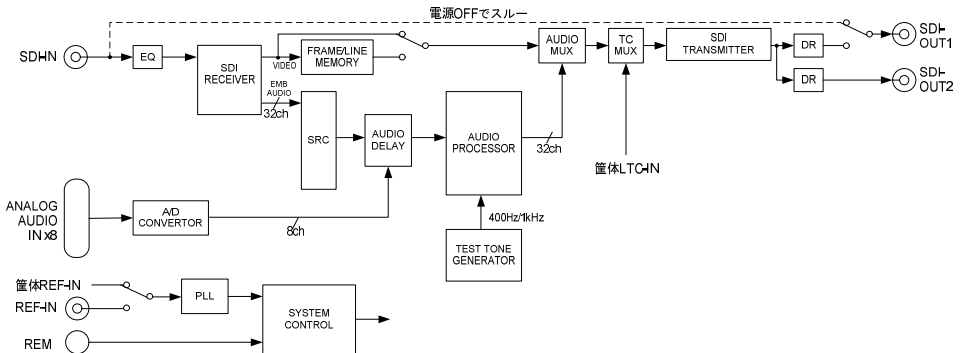 電源OFFでスルー
SDI-IN
EQ
SDI
RECEIVER
VIDEO
FRAME/LINE
MEMORY
AUDIO
MUX
TC
MUX
SDI
TRANSMITTER
DR
SDI-
OUT1
DR
SDI-
OUT2
EMB
AUDIO
32ch
SRC
AUDIO
DELAY
AUDIO
PROCESSOR
32ch
筐体LTC-IN
ANALOG
AUDIO
IN x8
A/D
CONVERTOR
8ch
400Hz/1kHz
TEST TONE
GENERATOR
筐体REF-IN
REF-IN
PLL
SYSTEM
CONTROL
REM